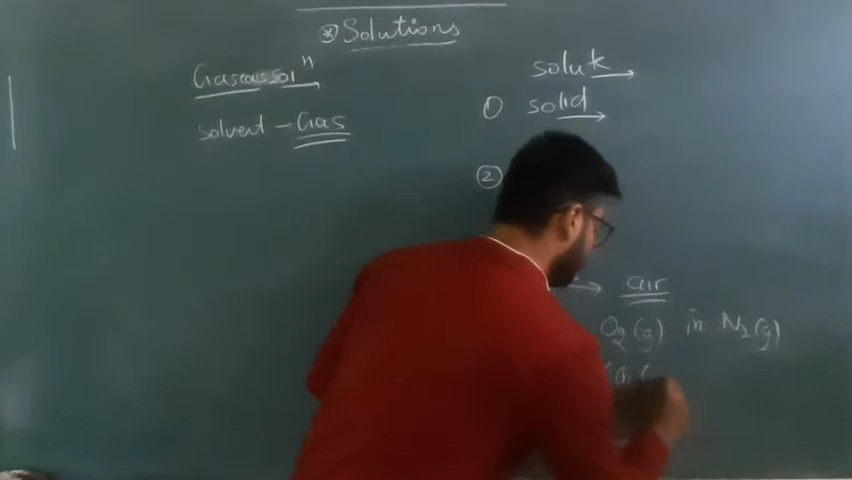 * Solutions
Gaseous solⁿ →
solvent - Gas
solute →
① solid →
②
→ air
O₂(g) in N₂(g)